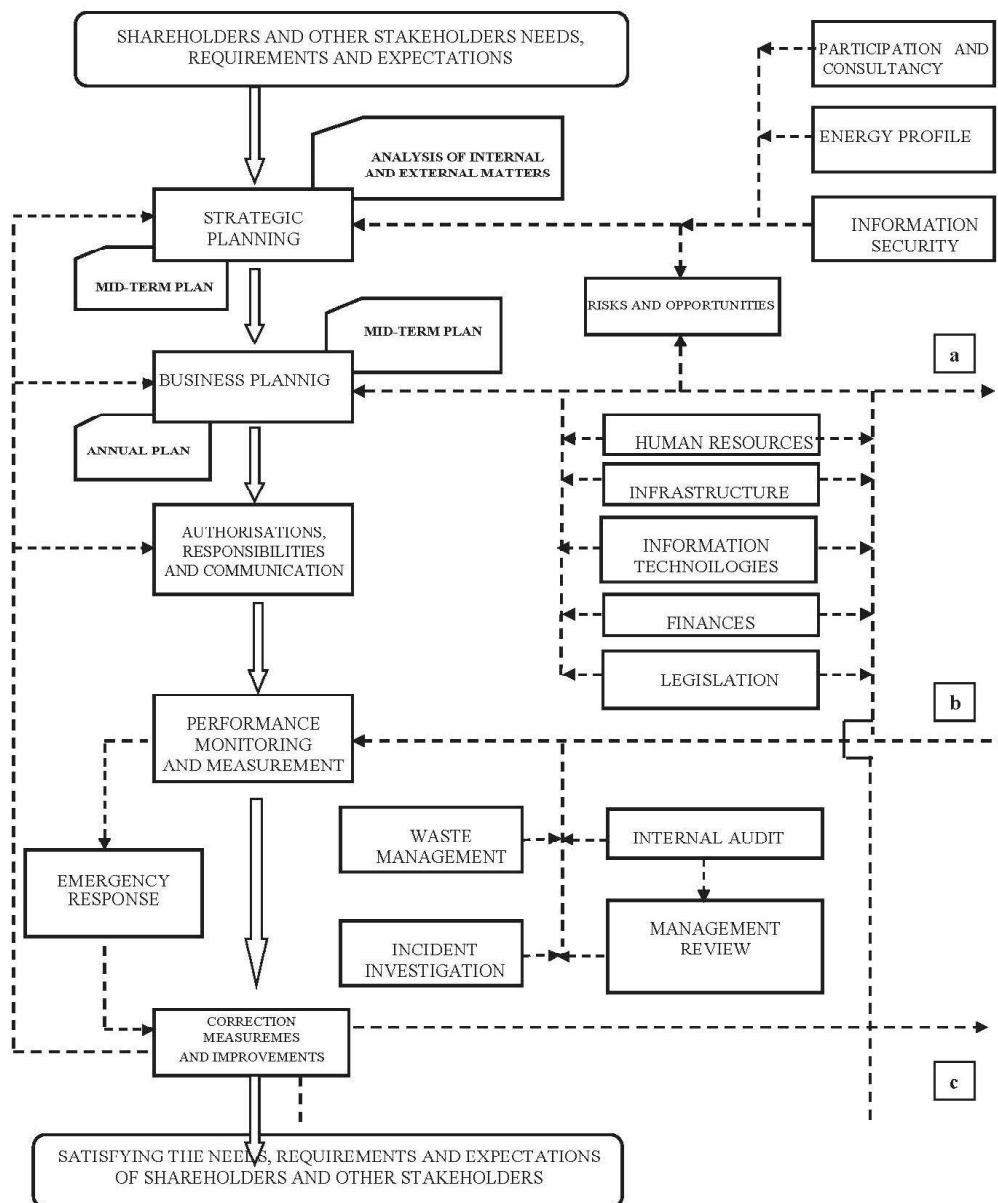 SHAREHOLDERS AND OTHER STAKEHOLDERS NEEDS,
REQUIREMENTS AND EXPECTATIONS
PARTICIPATION AND
CONSULTANCY
ENERGY PROFILE
ANALYSIS OF INTERNAL
AND EXTERNAL MATTERS
STRATEGIC
PLANNING
INFORMATION
SECURITY
MID-TERM PLAN
RISKS AND OPPORTUNITIES
MID-TERM PLAN
a
BUSINESS PLANNIG
ANNUAL PLAN
HUMAN RESOURCES
INFRASTRUCTURE
AUTHORISATIONS,
RESPONSIBILITIES
AND COMMUNICATION
INFORMATION
TECHNOILOGIES
FINANCES
LEGISLATION
b
PERFORMANCE
MONITORING
AND MEASUREMENT
WASTE
MANAGEMENT
INTERNAL AUDIT
EMERGENCY
RESPONSE
INCIDENT
INVESTIGATION
MANAGEMENT
REVIEW
CORRECTION
MEASUREMES
AND IMPROVEMENTS
c
SATISFYING THE NEEDS, REQUIREMENTS AND EXPECTATIONS
OF SHAREHOLDERS AND OTHER STAKEHOLDERS